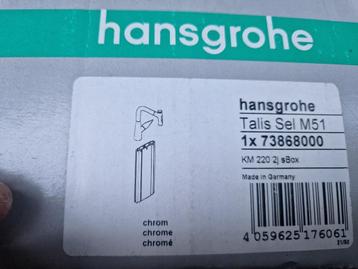 hansgrohe
hansgrohe
Talis Sel M51
1x 73868000
KM 220 2j sBox
Made in Germany
chrom
chrome
chromé
4 059625 176061